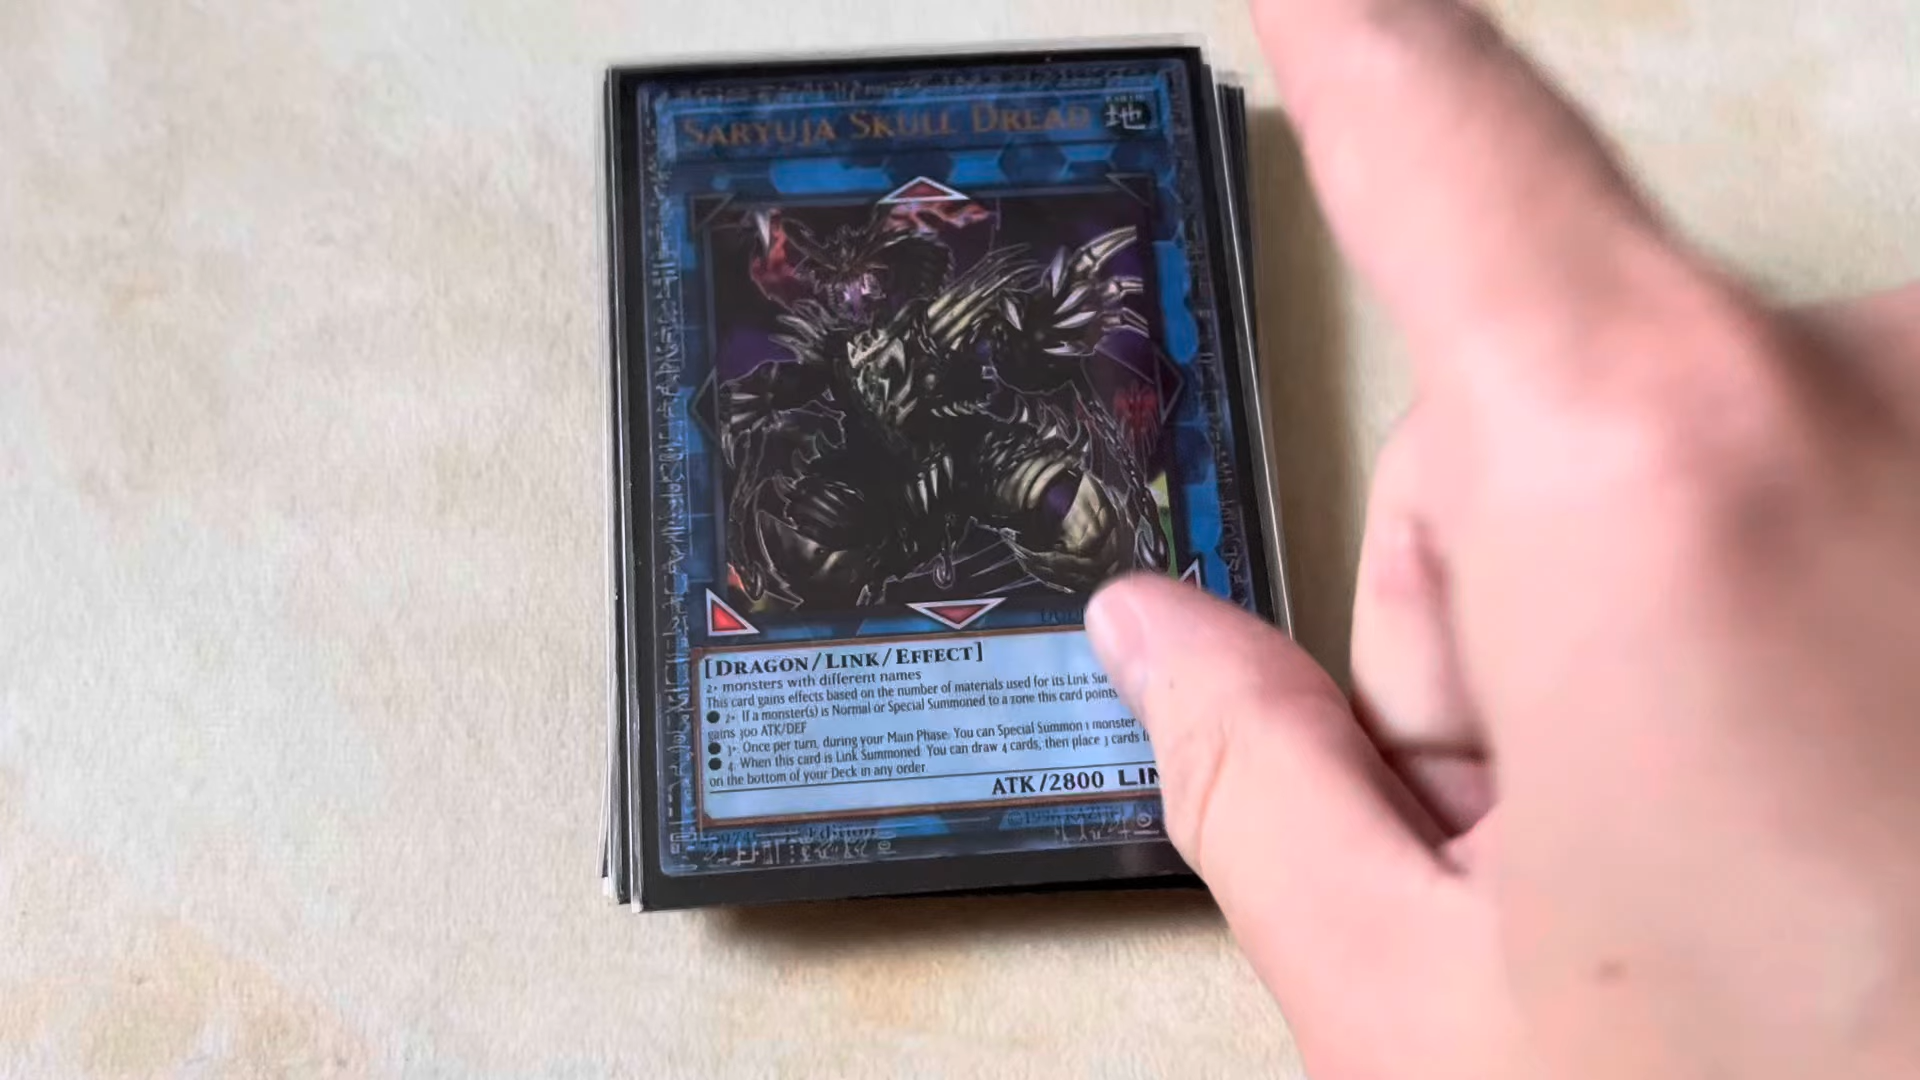 SARYUJA SKULL DREAD 地
[DRAGON/LINK/EFFECT]
2+ monsters with different names
This card gains effects based on the number of materials used for its Link
● 2+: If a monster(s) is Normal or Special Summoned to a zone this card points
gains 300 ATK/DEF
● 3+: Once per turn, during your Main Phase: You can Special Summon 1 monster
● 4: When this card is Link Summoned: You can draw 4 cards, then place 3 cards
on the bottom of your Deck in any order.
ATK/2800
Edition ©1996